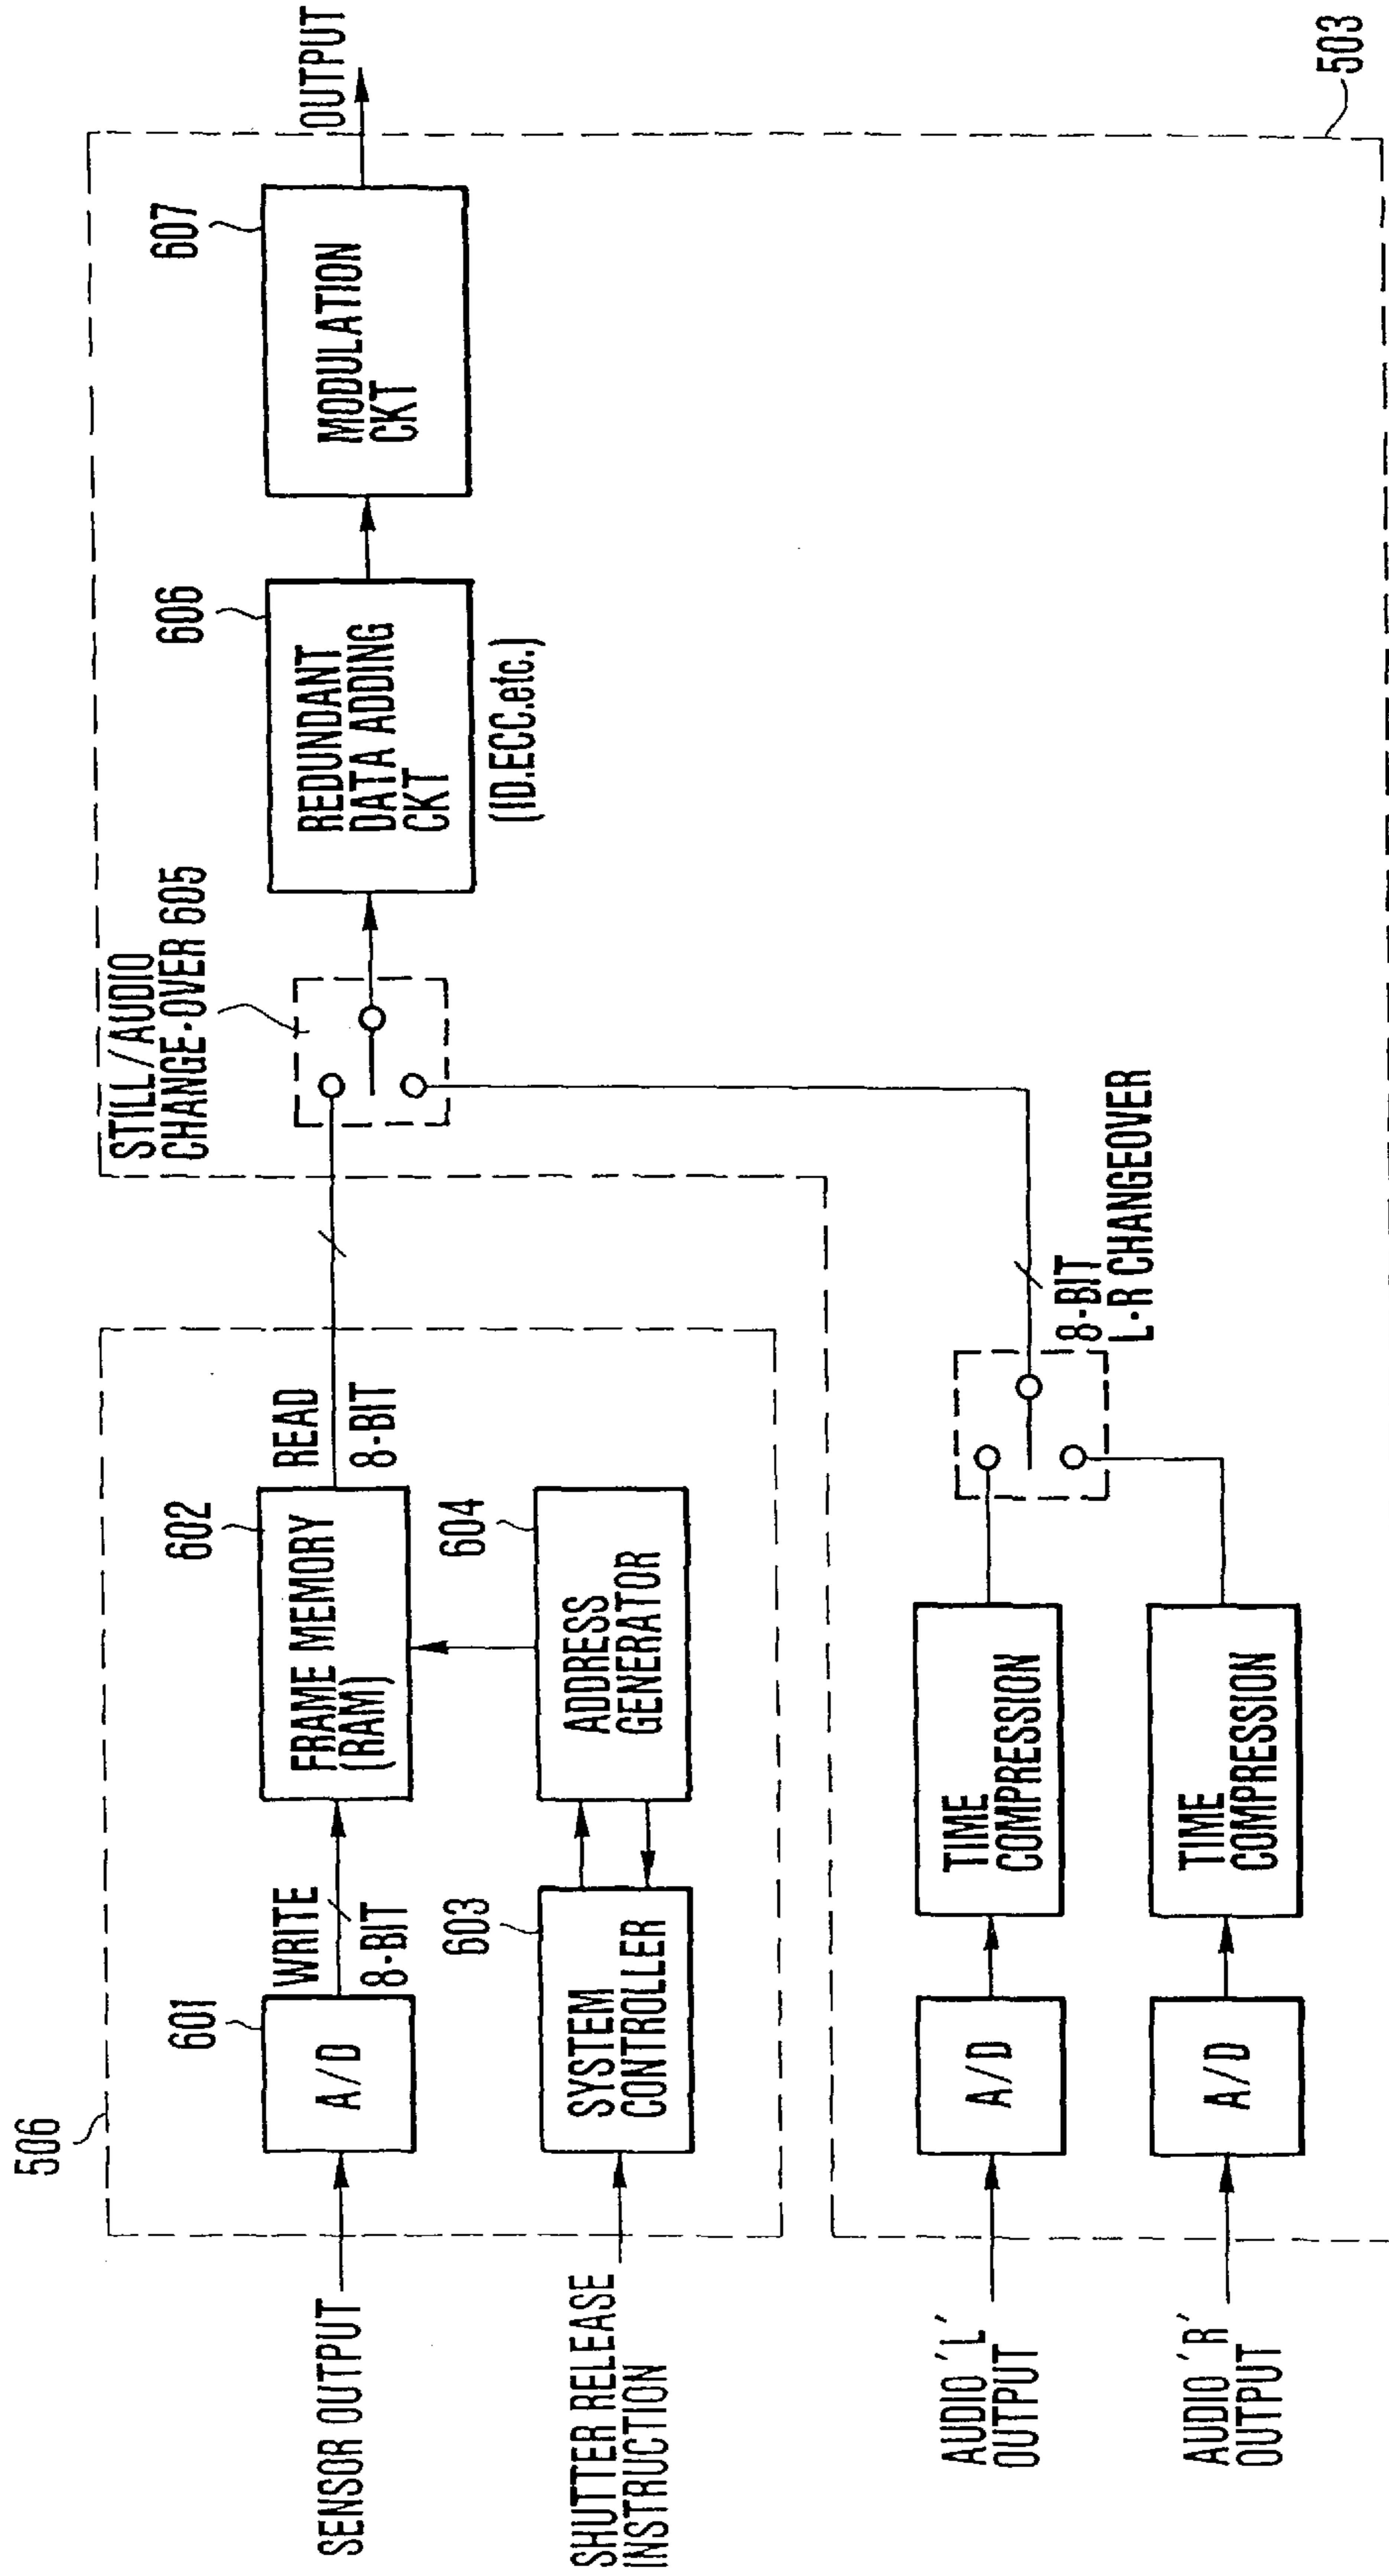 506
SENSOR OUTPUT
601
A/D
WRITE
8-BIT
602
FRAME MEMORY
(RAM)
READ
8-BIT
SHUTTER RELEASE
INSTRUCTION
603
SYSTEM
CONTROLLER
604
ADDRESS
GENERATOR
STILL/AUDIO
CHANGE-OVER 605
606
REDUNDANT
DATA ADDING
CKT
(ID.ECC.etc.)
607
MODULATION
CKT
OUTPUT
AUDIO 'L'
OUTPUT
A/D
TIME
COMPRESSION
AUDIO 'R'
OUTPUT
A/D
TIME
COMPRESSION
8-BIT
L·R CHANGEOVER
503